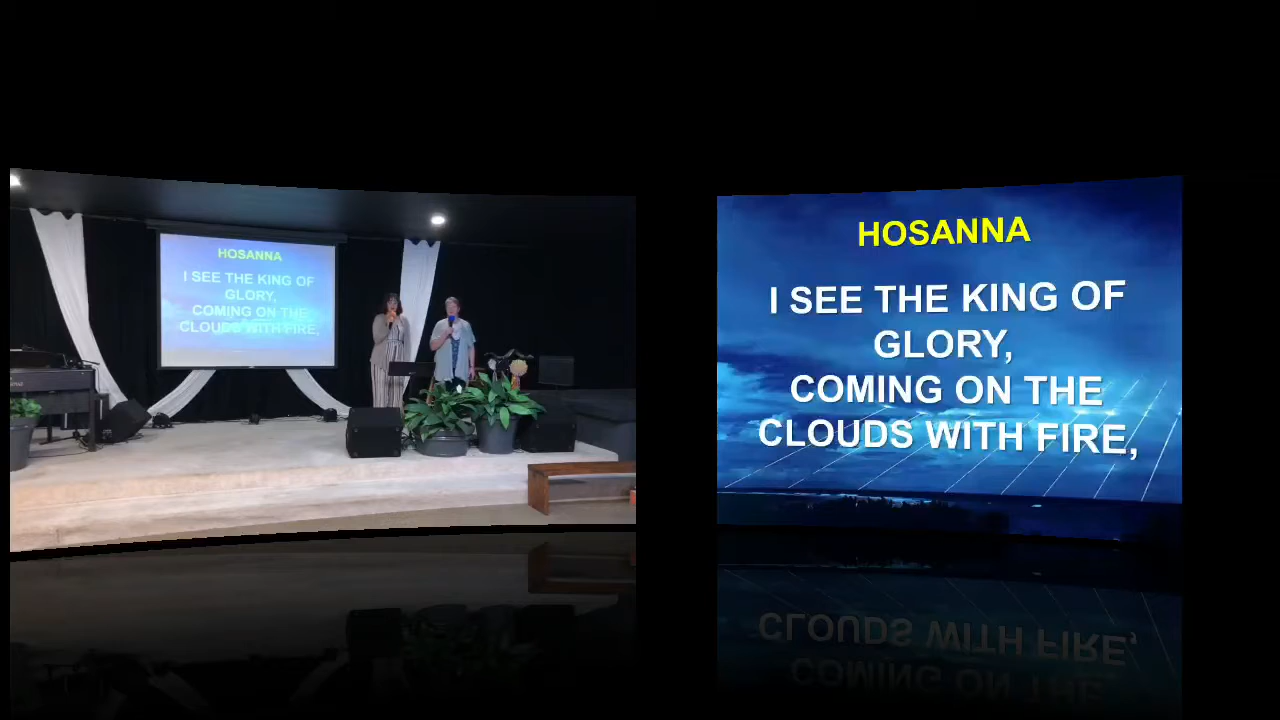 HOSANNA
I SEE THE KING OF
GLORY,
COMING ON THE
CLOUDS WITH FIRE,
HOSANNA
I SEE THE KING OF
GLORY,
COMING ON THE
CLOUDS WITH FIRE,